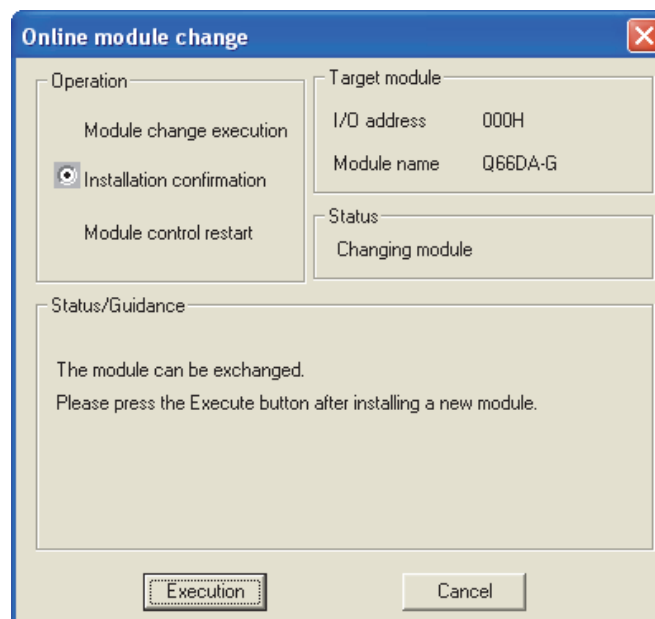 Online module change
Operation
Module change execution
Installation confirmation
Module control restart
Target module
I/O address 000H
Module name Q66DA-G
Status
Changing module
Status/Guidance
The module can be exchanged.
Please press the Execute button after installing a new module.
Execution Cancel